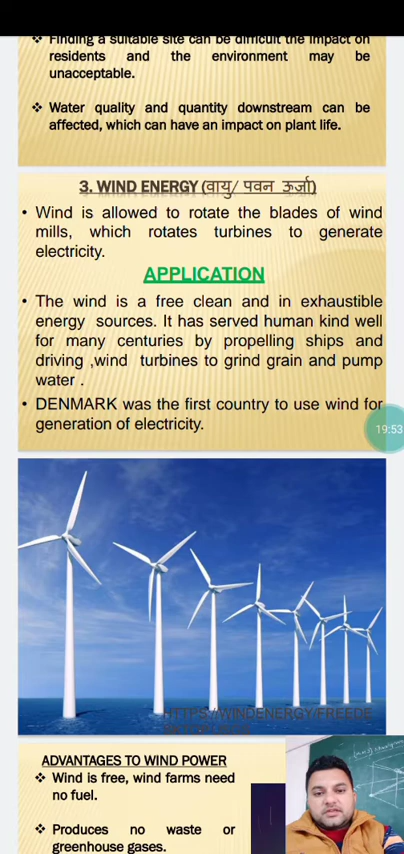 ❖ Finding a suitable site can be difficult the impact on
residents and the environment may be
unacceptable.
❖ Water quality and quantity downstream can be
affected, which can have an impact on plant life.
3. WIND ENERGY (वायु/ पवन ऊर्जा)
• Wind is allowed to rotate the blades of wind
mills, which rotates turbines to generate
electricity.
APPLICATION
• The wind is a free clean and in exhaustible
energy sources. It has served human kind well
for many centuries by propelling ships and
driving ,wind turbines to grind grain and pump
water .
• DENMARK was the first country to use wind for
generation of electricity.
19:53
HTTPS://WINDENERGY/FREEDE
ADVANTAGES TO WIND POWER
❖ Wind is free, wind farms need
no fuel.
❖ Produces no waste or
greenhouse gases.